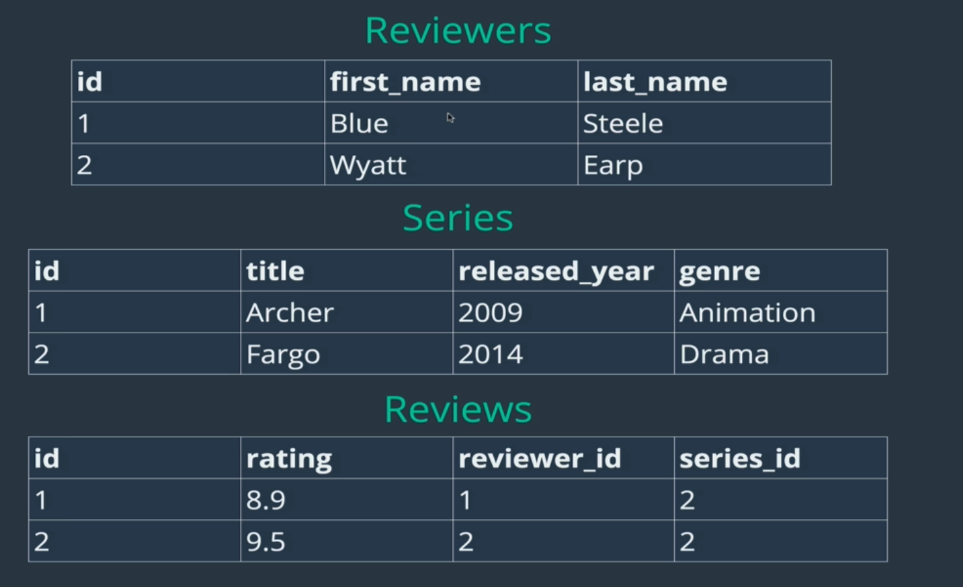 Reviewers
id first_name last_name
1 Blue Steele
2 Wyatt Earp
Series
id title released_year genre
1 Archer 2009 Animation
2 Fargo 2014 Drama
Reviews
id rating reviewer_id series_id
1 8.9 1 2
2 9.5 2 2